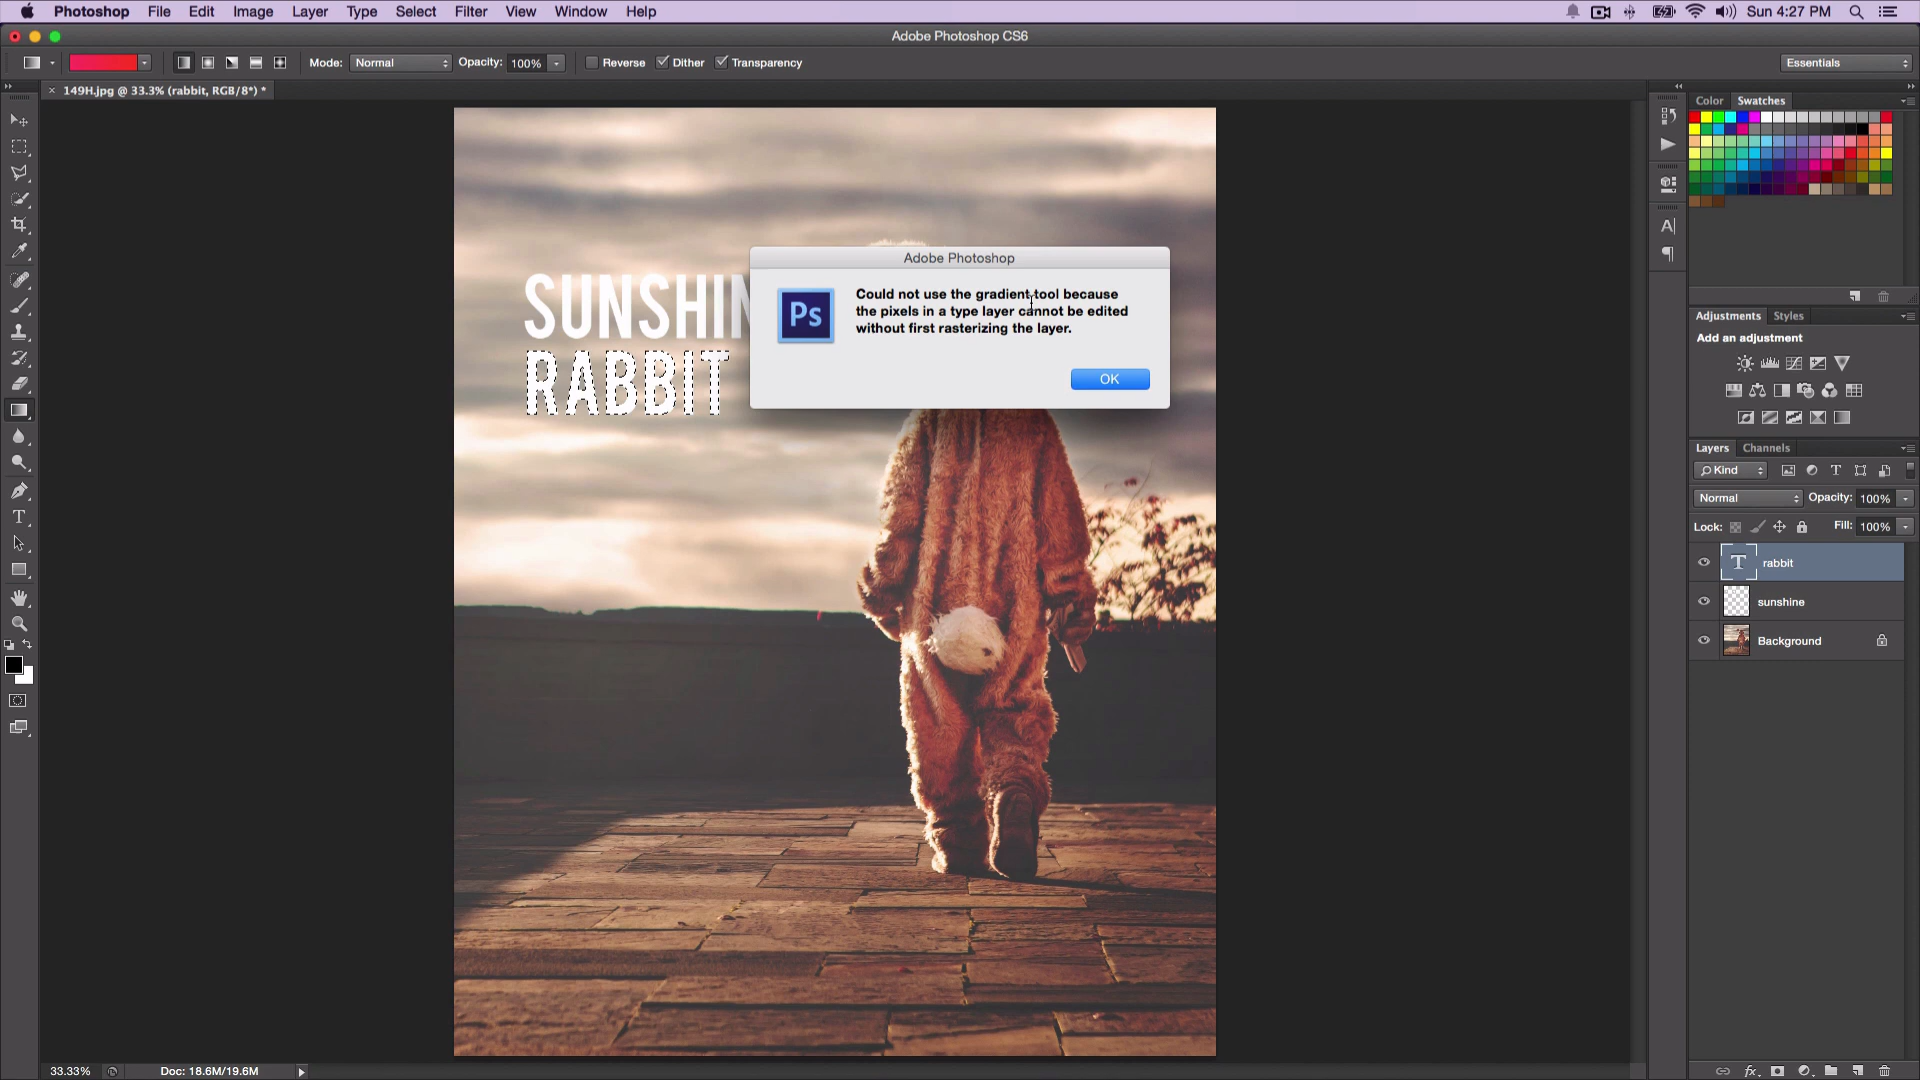 Photoshop File Edit Image Layer Type Select Filter View Window Help Sun 4:27 PM
Adobe Photoshop CS6
Mode: Normal Opacity: 100% Reverse Dither Transparency Essentials
149H.jpg @ 33.3% (rabbit, RGB/8*) *
Color Swatches
SUNSHIN
RABBIT
Adobe Photoshop
Ps
Could not use the gradient tool because
the pixels in a type layer cannot be edited
without first rasterizing the layer.
OK
Adjustments Styles
Add an adjustment
Layers Channels
Kind
Normal Opacity: 100%
Lock: Fill: 100%
T rabbit
sunshine
Background
33.33% Doc: 18.6M/19.6M